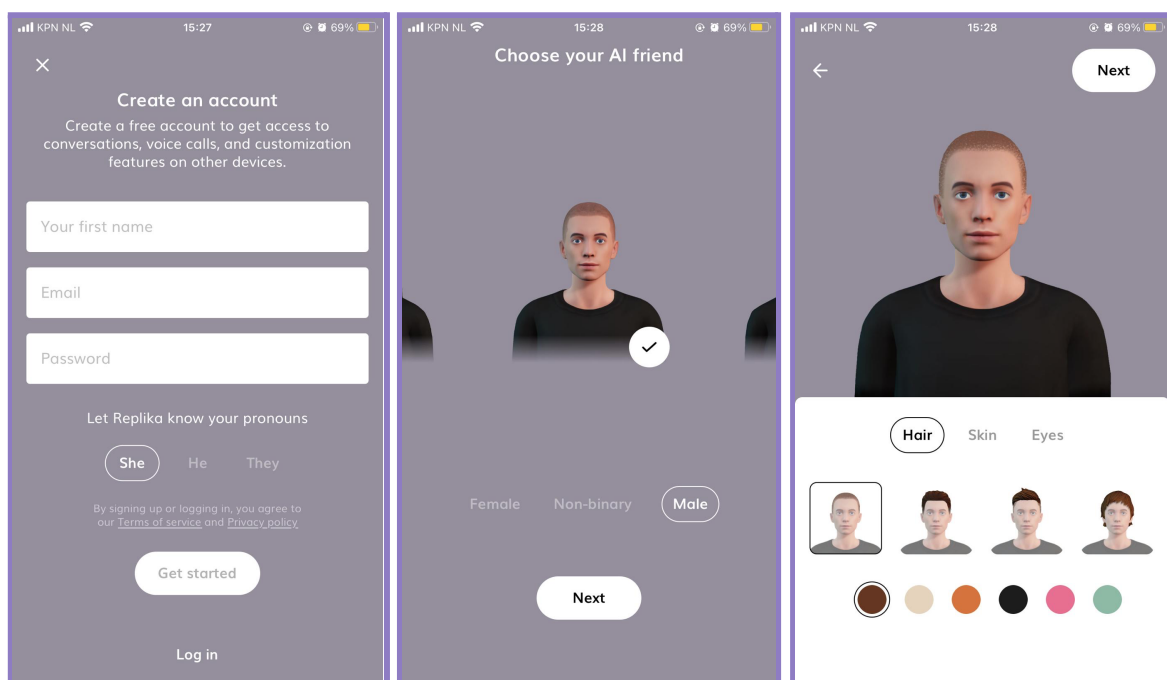 KPN NL 15:27 69%
Create an account
Create a free account to get access to
conversations, voice calls, and customization
features on other devices.
Your first name
Email
Password
Let Replika know your pronouns
She He They
By signing up or logging in, you agree to
our Terms of service and Privacy policy
Get started
Log in
KPN NL 15:28 69%
Choose your AI friend
Female Non-binary Male
Next
KPN NL 15:28 69%
Next
Hair Skin Eyes